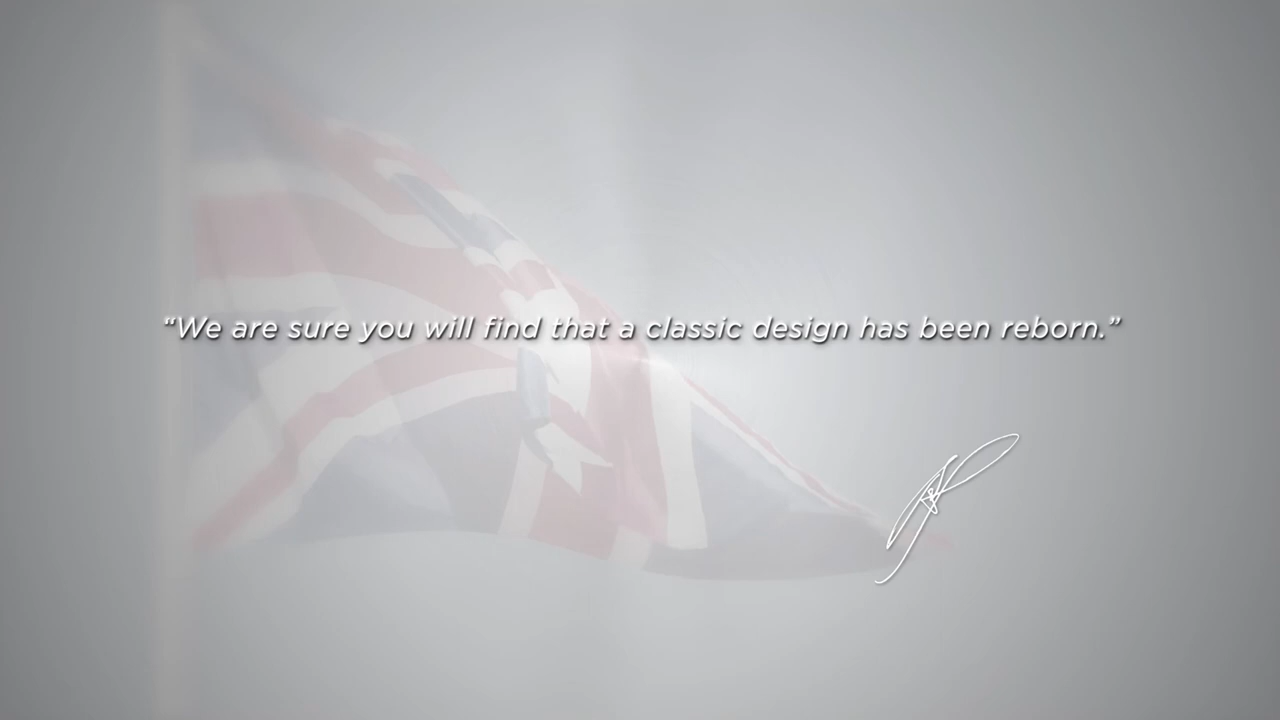 “We are sure you will find that a classic design has been reborn.”